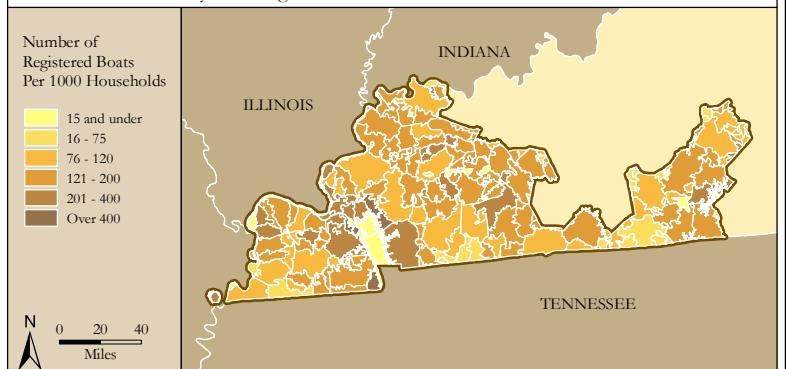 Number of
Registered Boats
Per 1000 Households
15 and under
16 - 75
76 - 120
121 - 200
201 - 400
Over 400
N
0 20 40
Miles
INDIANA
ILLINOIS
TENNESSEE